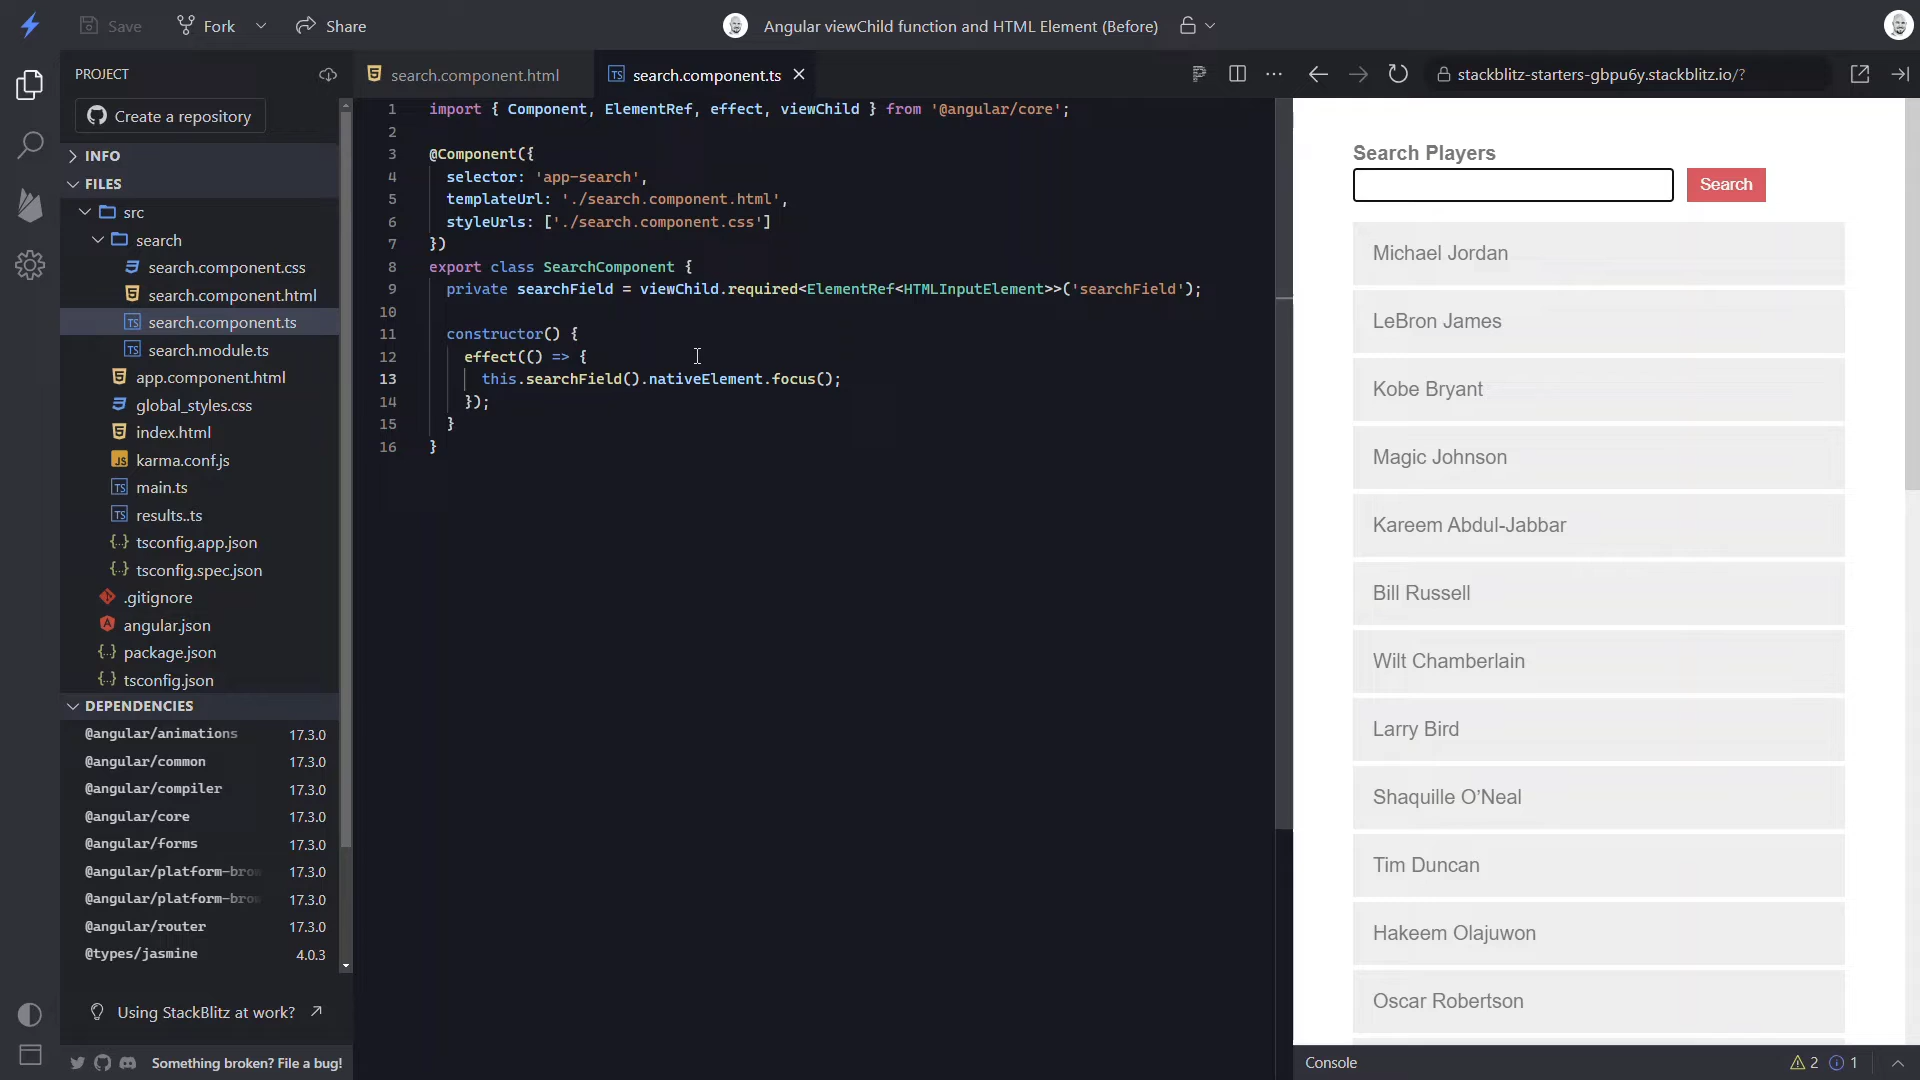 Save
Fork
Share
Angular viewChild function and HTML Element (Before)
PROJECT
Create a repository
INFO
FILES
src
search
search.component.css
search.component.html
search.component.ts
search.module.ts
app.component.html
global_styles.css
index.html
karma.conf.js
main.ts
results..ts
tsconfig.app.json
tsconfig.spec.json
.gitignore
angular.json
package.json
tsconfig.json
DEPENDENCIES
@angular/animations 17.3.0
@angular/common 17.3.0
@angular/compiler 17.3.0
@angular/core 17.3.0
@angular/forms 17.3.0
@angular/platform-brow 17.3.0
@angular/platform-brow 17.3.0
@angular/router 17.3.0
@types/jasmine 4.0.3
Using StackBlitz at work?
Something broken? File a bug!
search.component.html
search.component.ts
1 import { Component, ElementRef, effect, viewChild } from '@angular/core';
2
3 @Component({
4 selector: 'app-search',
5 templateUrl: './search.component.html',
6 styleUrls: ['./search.component.css']
7 })
8 export class SearchComponent {
9 private searchField = viewChild.required<ElementRef<HTMLInputElement>>('searchField');
10
11 constructor() {
12 effect(() => {
13 this.searchField().nativeElement.focus();
14 });
15 }
16 }
stackblitz-starters-gbpu6y.stackblitz.io/?
Search Players
Search
Michael Jordan
LeBron James
Kobe Bryant
Magic Johnson
Kareem Abdul-Jabbar
Bill Russell
Wilt Chamberlain
Larry Bird
Shaquille O’Neal
Tim Duncan
Hakeem Olajuwon
Oscar Robertson
Console
2
1